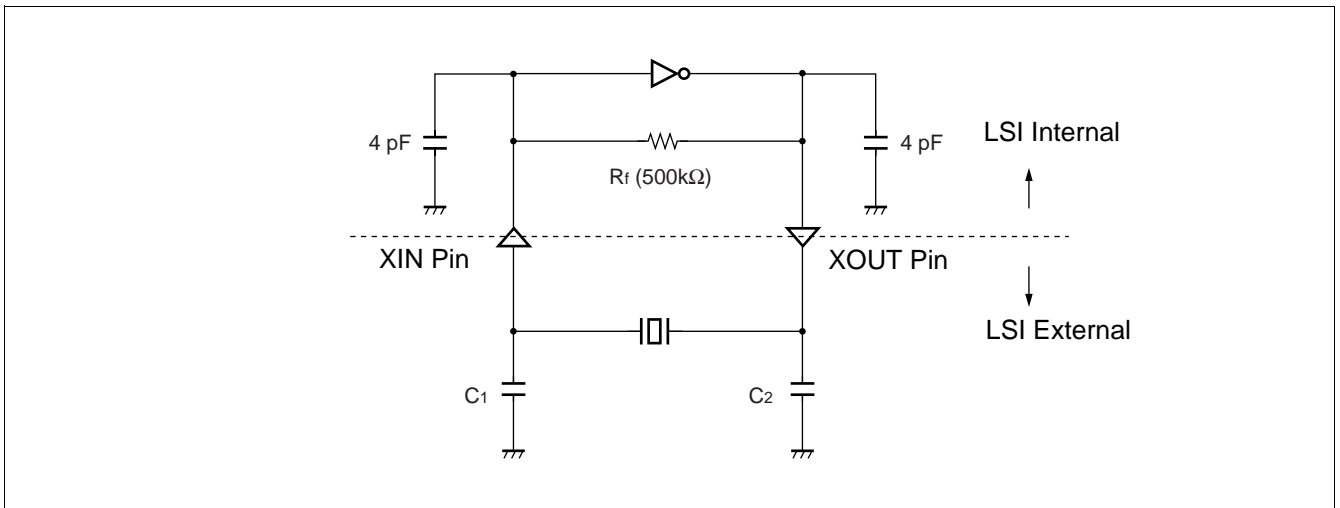 4 pF
4 pF
LSI Internal
Rf (500kΩ)
XIN Pin
XOUT Pin
LSI External
C1
C2